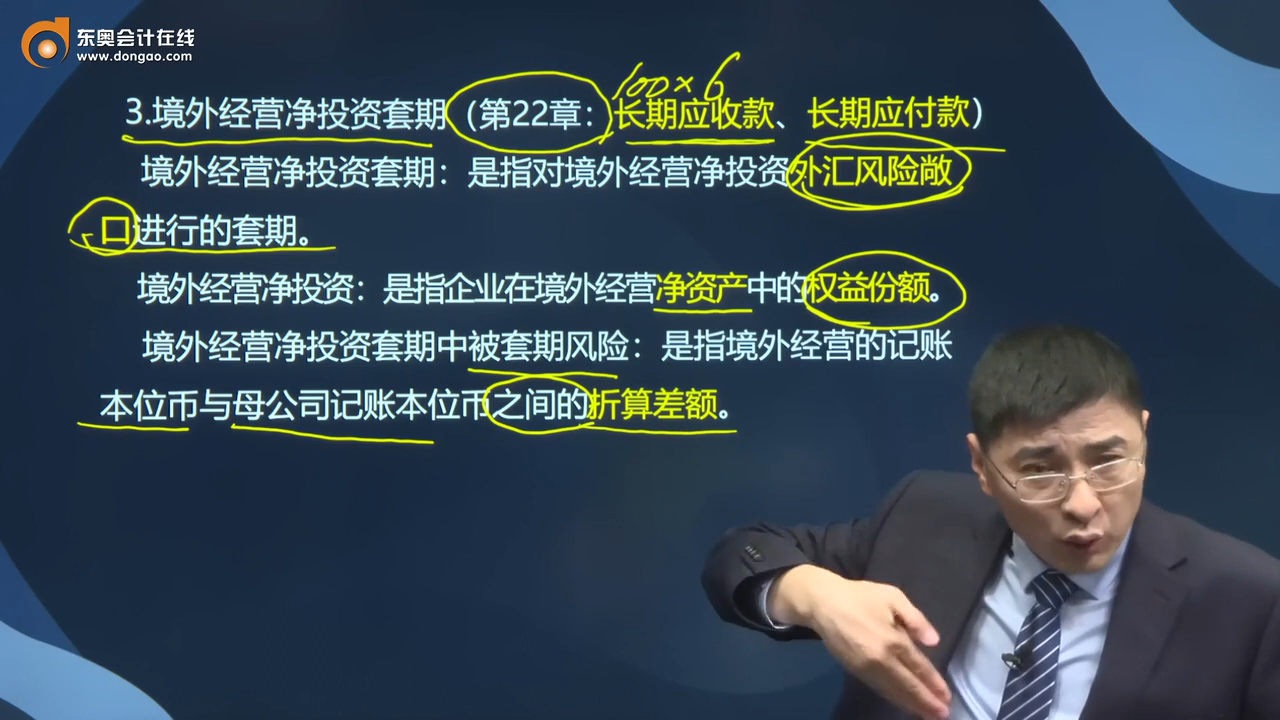 东奥会计在线
www.dongao.com
100×6
3.境外经营净投资套期（第22章：长期应收款、长期应付款）
境外经营净投资套期：是指对境外经营净投资外汇风险敞
口进行的套期。
境外经营净投资：是指企业在境外经营净资产中的权益份额。
境外经营净投资套期中被套期风险：是指境外经营的记账
本位币与母公司记账本位币之间的折算差额。